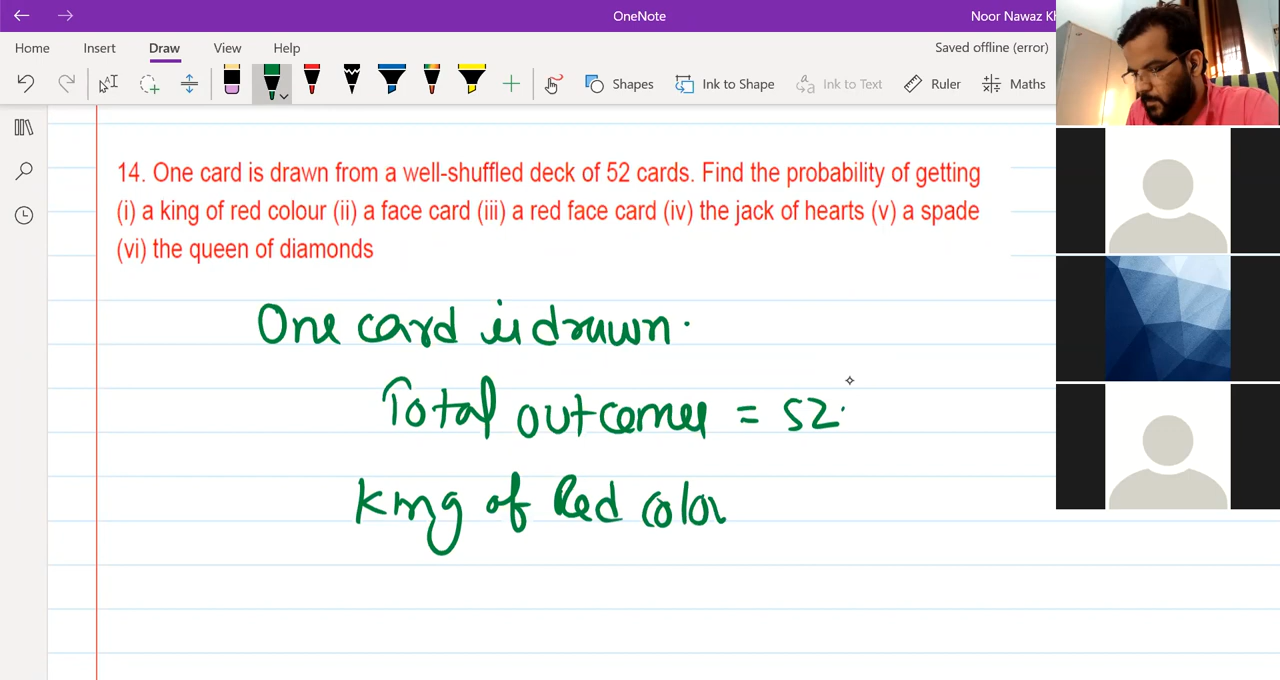 OneNote
Noor Nawaz Kh
Home Insert Draw View Help
Saved offline (error)
Shapes Ink to Shape Ink to Text Ruler Maths
14. One card is drawn from a well-shuffled deck of 52 cards. Find the probability of getting
(i) a king of red colour (ii) a face card (iii) a red face card (iv) the jack of hearts (v) a spade
(vi) the queen of diamonds
One card is drawn.
Total outcomes = 52.
King of Red color